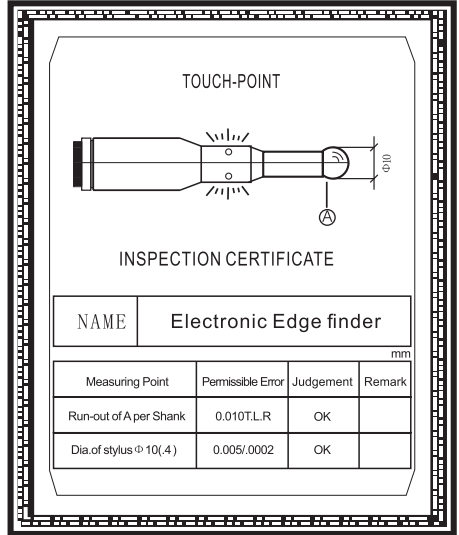 TOUCH-POINT
Φ10
A
INSPECTION CERTIFICATE
NAME Electronic Edge finder
mm
Measuring Point Permissible Error Judgement Remark
Run-out of A per Shank 0.010T.L.R OK
Dia.of stylus Φ 10(.4) 0.005/.0002 OK